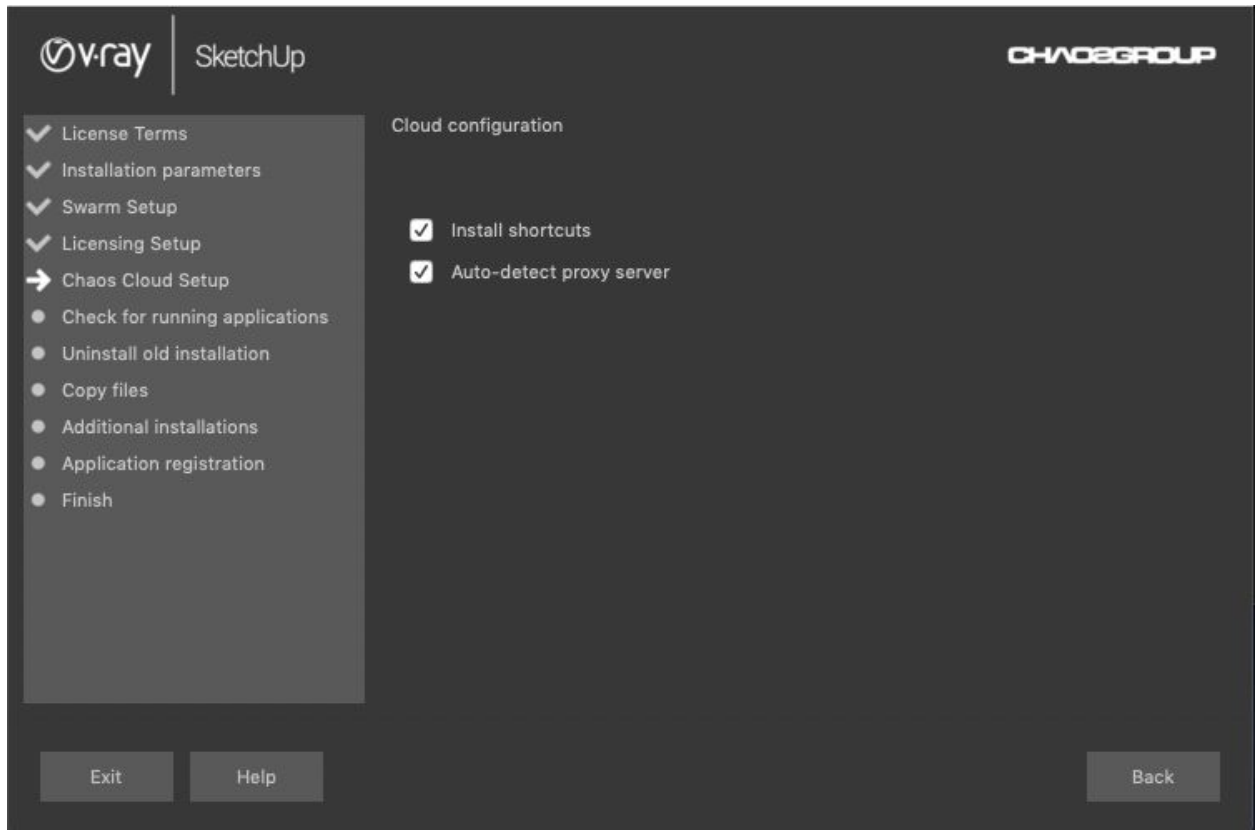 v·ray
SketchUp
CHAOSGROUP
License Terms
Installation parameters
Swarm Setup
Licensing Setup
Chaos Cloud Setup
Check for running applications
Uninstall old installation
Copy files
Additional installations
Application registration
Finish
Cloud configuration
Install shortcuts
Auto-detect proxy server
Exit
Help
Back